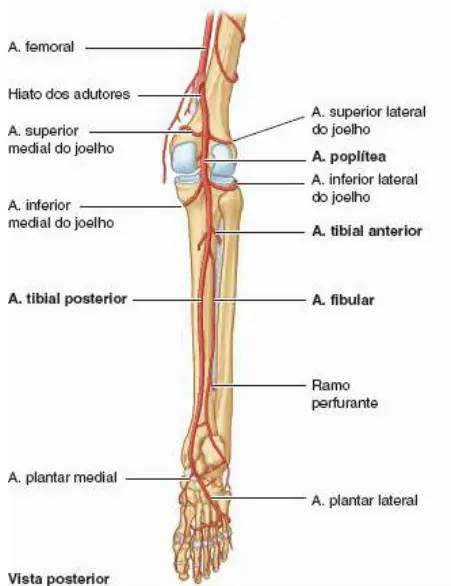 A. femoral
Hiato dos adutores
A. superior
medial do joelho
A. inferior
medial do joelho
A. tibial posterior
A. plantar medial
Vista posterior
A. superior lateral
do joelho
A. poplítea
A. inferior lateral
do joelho
A. tibial anterior
A. fibular
Ramo
perfurante
A. plantar lateral